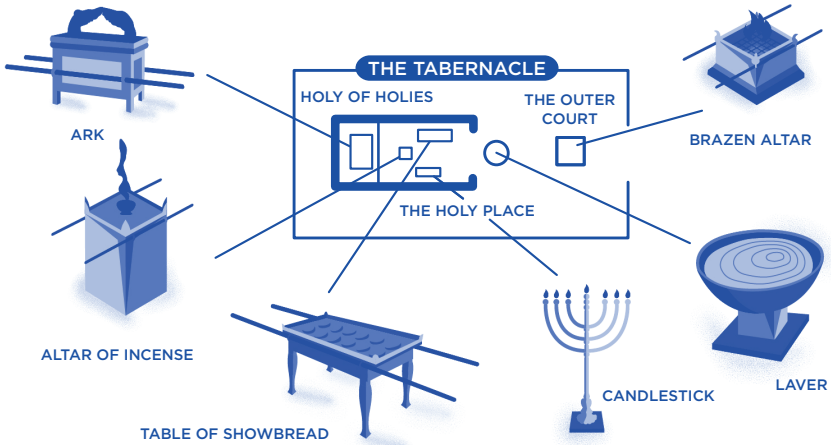 THE TABERNACLE
HOLY OF HOLIES
THE OUTER
COURT
ARK
BRAZEN ALTAR
THE HOLY PLACE
ALTAR OF INCENSE
LAVER
CANDLESTICK
TABLE OF SHOWBREAD